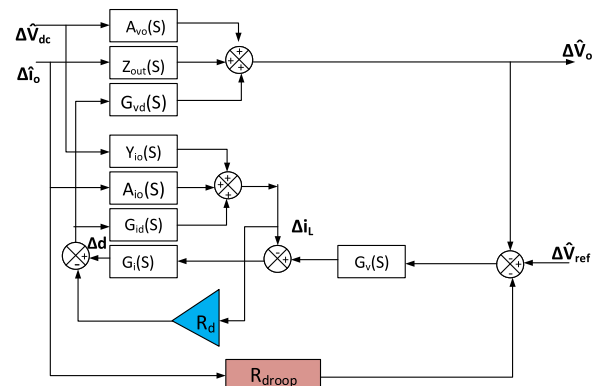 ΔV̂dc
Avo(S)
Δîo
Zout(S)
ΔV̂o
Gvd(S)
Yio(S)
Aio(S)
Gid(S)
ΔiL
Δd
Gi(S)
Gv(S)
ΔV̂ref
Rd
Rdroop
+ + +
+ + +
+ -
- +
- + -